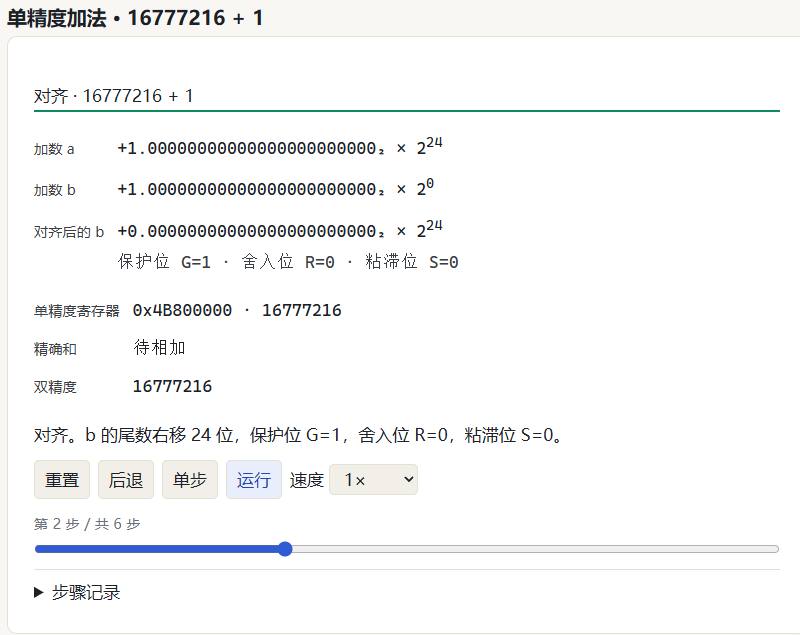 单精度加法 • 16777216 + 1
对齐 · 16777216 + 1
加数 a +1.00000000000000000000000₂ × 2²⁴
加数 b +1.00000000000000000000000₂ × 2⁰
对齐后的 b +0.00000000000000000000000₂ × 2²⁴
保护位 G=1 · 舍入位 R=0 · 粘滞位 S=0
单精度寄存器 0x4B800000 · 16777216
精确和 待相加
双精度 16777216
对齐。b 的尾数右移 24 位，保护位 G=1，舍入位 R=0，粘滞位 S=0。
重置 后退 单步 运行 速度 1×
第 2 步 / 共 6 步
▶ 步骤记录